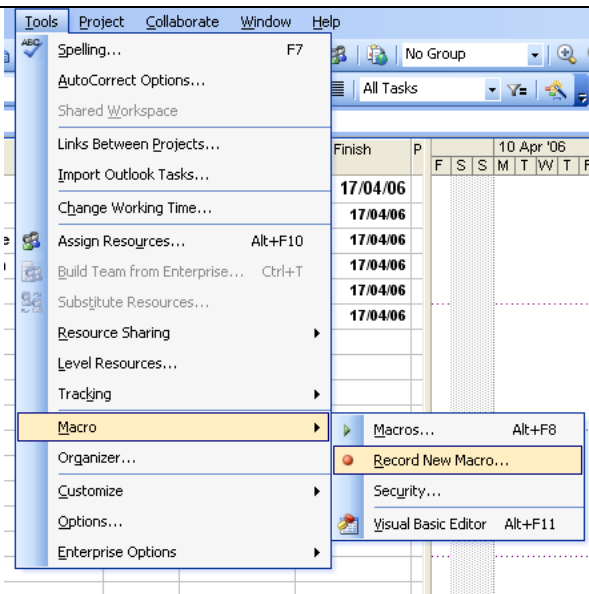 Tools Project Collaborate Window Help
ABC Spelling... F7
No Group
AutoCorrect Options...
All Tasks
Shared Workspace
Links Between Projects...
Finish P 10 Apr '06
F S S M T W T F
Import Outlook Tasks...
17/04/06
Change Working Time...
17/04/06
Assign Resources... Alt+F10
17/04/06
Build Team from Enterprise... Ctrl+T
17/04/06
Substitute Resources...
17/04/06
17/04/06
Resource Sharing
Level Resources...
Tracking
Macro
Macros... Alt+F8
Organizer...
Record New Macro...
Customize
Security...
Options...
Visual Basic Editor Alt+F11
Enterprise Options